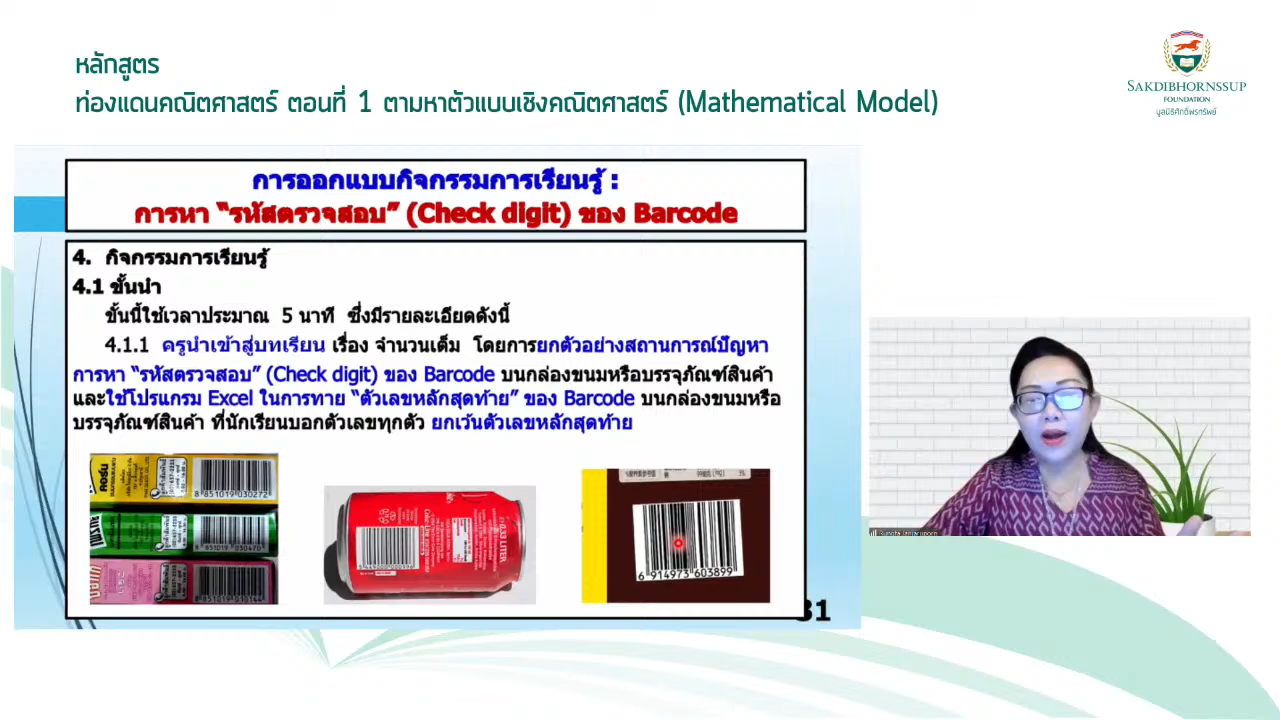 หลักสูตร
ท่องแดนคณิตศาสตร์ ตอนที่ 1 ตามหาตัวแบบเชิงคณิตศาสตร์ (Mathematical Model)
SAKDIBHORNSSUP
FOUNDATION
มูลนิธิศักดิ์พรทรัพย์
การออกแบบกิจกรรมการเรียนรู้ :
การหา “รหัสตรวจสอบ” (Check digit) ของ Barcode
4. กิจกรรมการเรียนรู้
4.1 ขั้นนำ
ขั้นนี้ใช้เวลาประมาณ 5 นาที ซึ่งมีรายละเอียดดังนี้
4.1.1 ครูนำเข้าสู่บทเรียน เรื่อง จำนวนเต็ม โดยการยกตัวอย่างสถานการณ์ปัญหา
การหา “รหัสตรวจสอบ” (Check digit) ของ Barcode บนกล่องขนมหรือบรรจุภัณฑ์สินค้า
และใช้โปรแกรม Excel ในการทาย “ตัวเลขหลักสุดท้าย” ของ Barcode บนกล่องขนมหรือ
บรรจุภัณฑ์สินค้า ที่นักเรียนบอกตัวเลขทุกตัว ยกเว้นตัวเลขหลักสุดท้าย
คอร์น
8 851019 030272
8 851019 030470
0.33 LITER
6 914973 603899
31